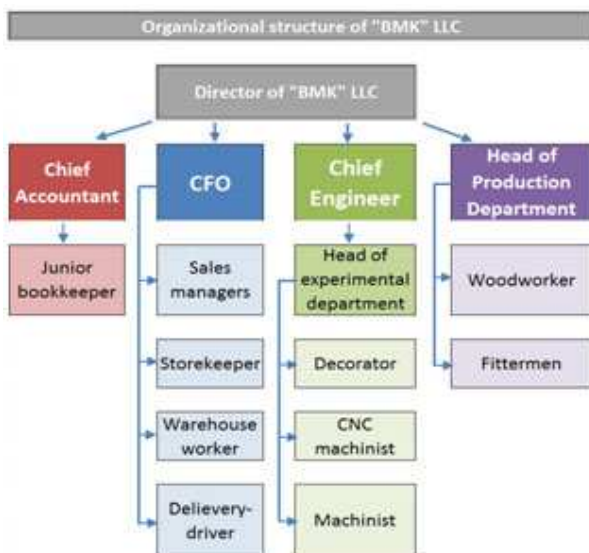 Organizational structure of "BMK" LLC
Director of "BMK" LLC
Chief
Accountant
CFO
Chief
Engineer
Head of
Production
Department
Junior
bookkeeper
Sales
managers
Head of
experimental
department
Woodworker
Storekeeper
Decorator
Fittermen
Warehouse
worker
CNC
machinist
Delievery-
driver
Machinist